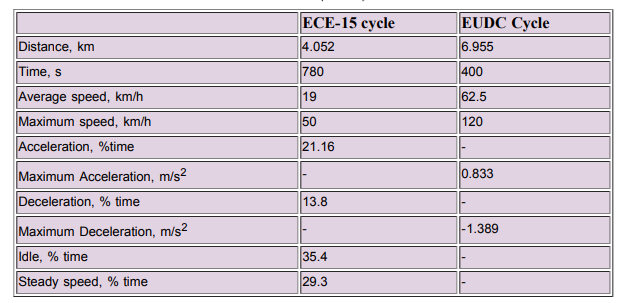 ECE-15 cycle EUDC Cycle
Distance, km 4.052 6.955
Time, s 780 400
Average speed, km/h 19 62.5
Maximum speed, km/h 50 120
Acceleration, %time 21.16 -
Maximum Acceleration, m/s2 - 0.833
Deceleration, % time 13.8 -
Maximum Deceleration, m/s2 - -1.389
Idle, % time 35.4 -
Steady speed, % time 29.3 -